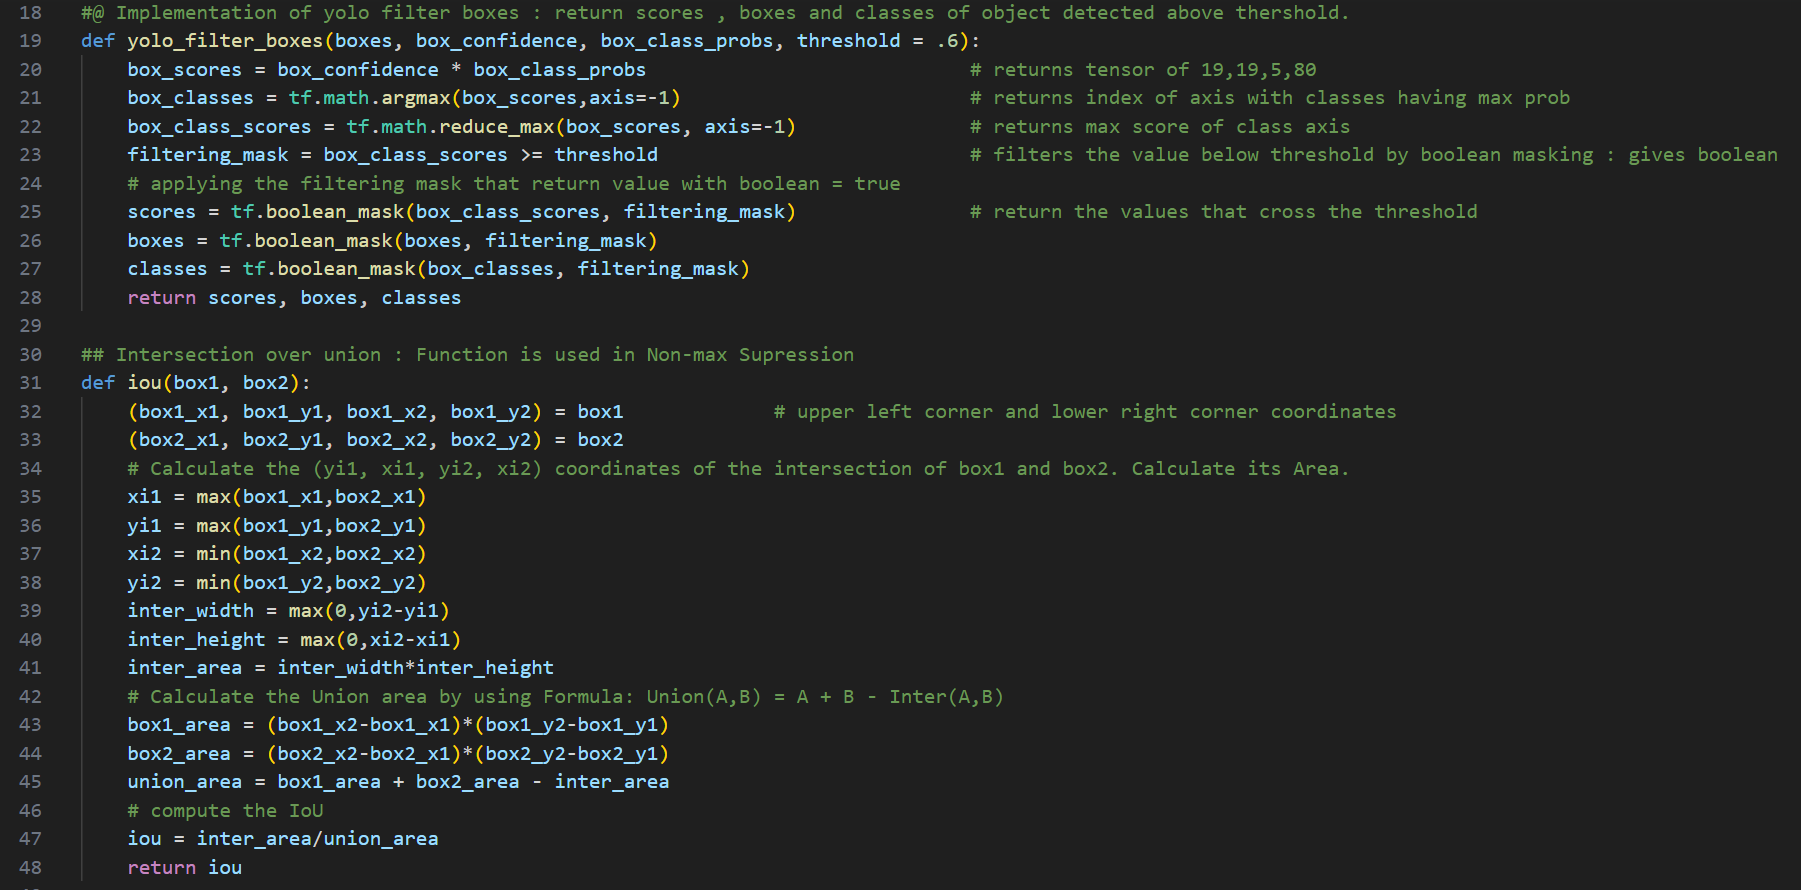 18 #@ Implementation of yolo filter boxes : return scores , boxes and classes of object detected above thershold.
19 def yolo_filter_boxes(boxes, box_confidence, box_class_probs, threshold = .6):
20     box_scores = box_confidence * box_class_probs                            # returns tensor of 19,19,5,80
21     box_classes = tf.math.argmax(box_scores,axis=-1)                         # returns index of axis with classes having max prob
22     box_class_scores = tf.math.reduce_max(box_scores, axis=-1)               # returns max score of class axis
23     filtering_mask = box_class_scores >= threshold                           # filters the value below threshold by boolean masking : gives boolean
24     # applying the filtering mask that return value with boolean = true
25     scores = tf.boolean_mask(box_class_scores, filtering_mask)               # return the values that cross the threshold
26     boxes = tf.boolean_mask(boxes, filtering_mask)
27     classes = tf.boolean_mask(box_classes, filtering_mask)
28     return scores, boxes, classes
29
30 ## Intersection over union : Function is used in Non-max Supression
31 def iou(box1, box2):
32     (box1_x1, box1_y1, box1_x2, box1_y2) = box1             # upper left corner and lower right corner coordinates
33     (box2_x1, box2_y1, box2_x2, box2_y2) = box2
34     # Calculate the (yi1, xi1, yi2, xi2) coordinates of the intersection of box1 and box2. Calculate its Area.
35     xi1 = max(box1_x1,box2_x1)
36     yi1 = max(box1_y1,box2_y1)
37     xi2 = min(box1_x2,box2_x2)
38     yi2 = min(box1_y2,box2_y2)
39     inter_width = max(0,yi2-yi1)
40     inter_height = max(0,xi2-xi1)
41     inter_area = inter_width*inter_height
42     # Calculate the Union area by using Formula: Union(A,B) = A + B - Inter(A,B)
43     box1_area = (box1_x2-box1_x1)*(box1_y2-box1_y1)
44     box2_area = (box2_x2-box2_x1)*(box2_y2-box2_y1)
45     union_area = box1_area + box2_area - inter_area
46     # compute the IoU
47     iou = inter_area/union_area
48     return iou